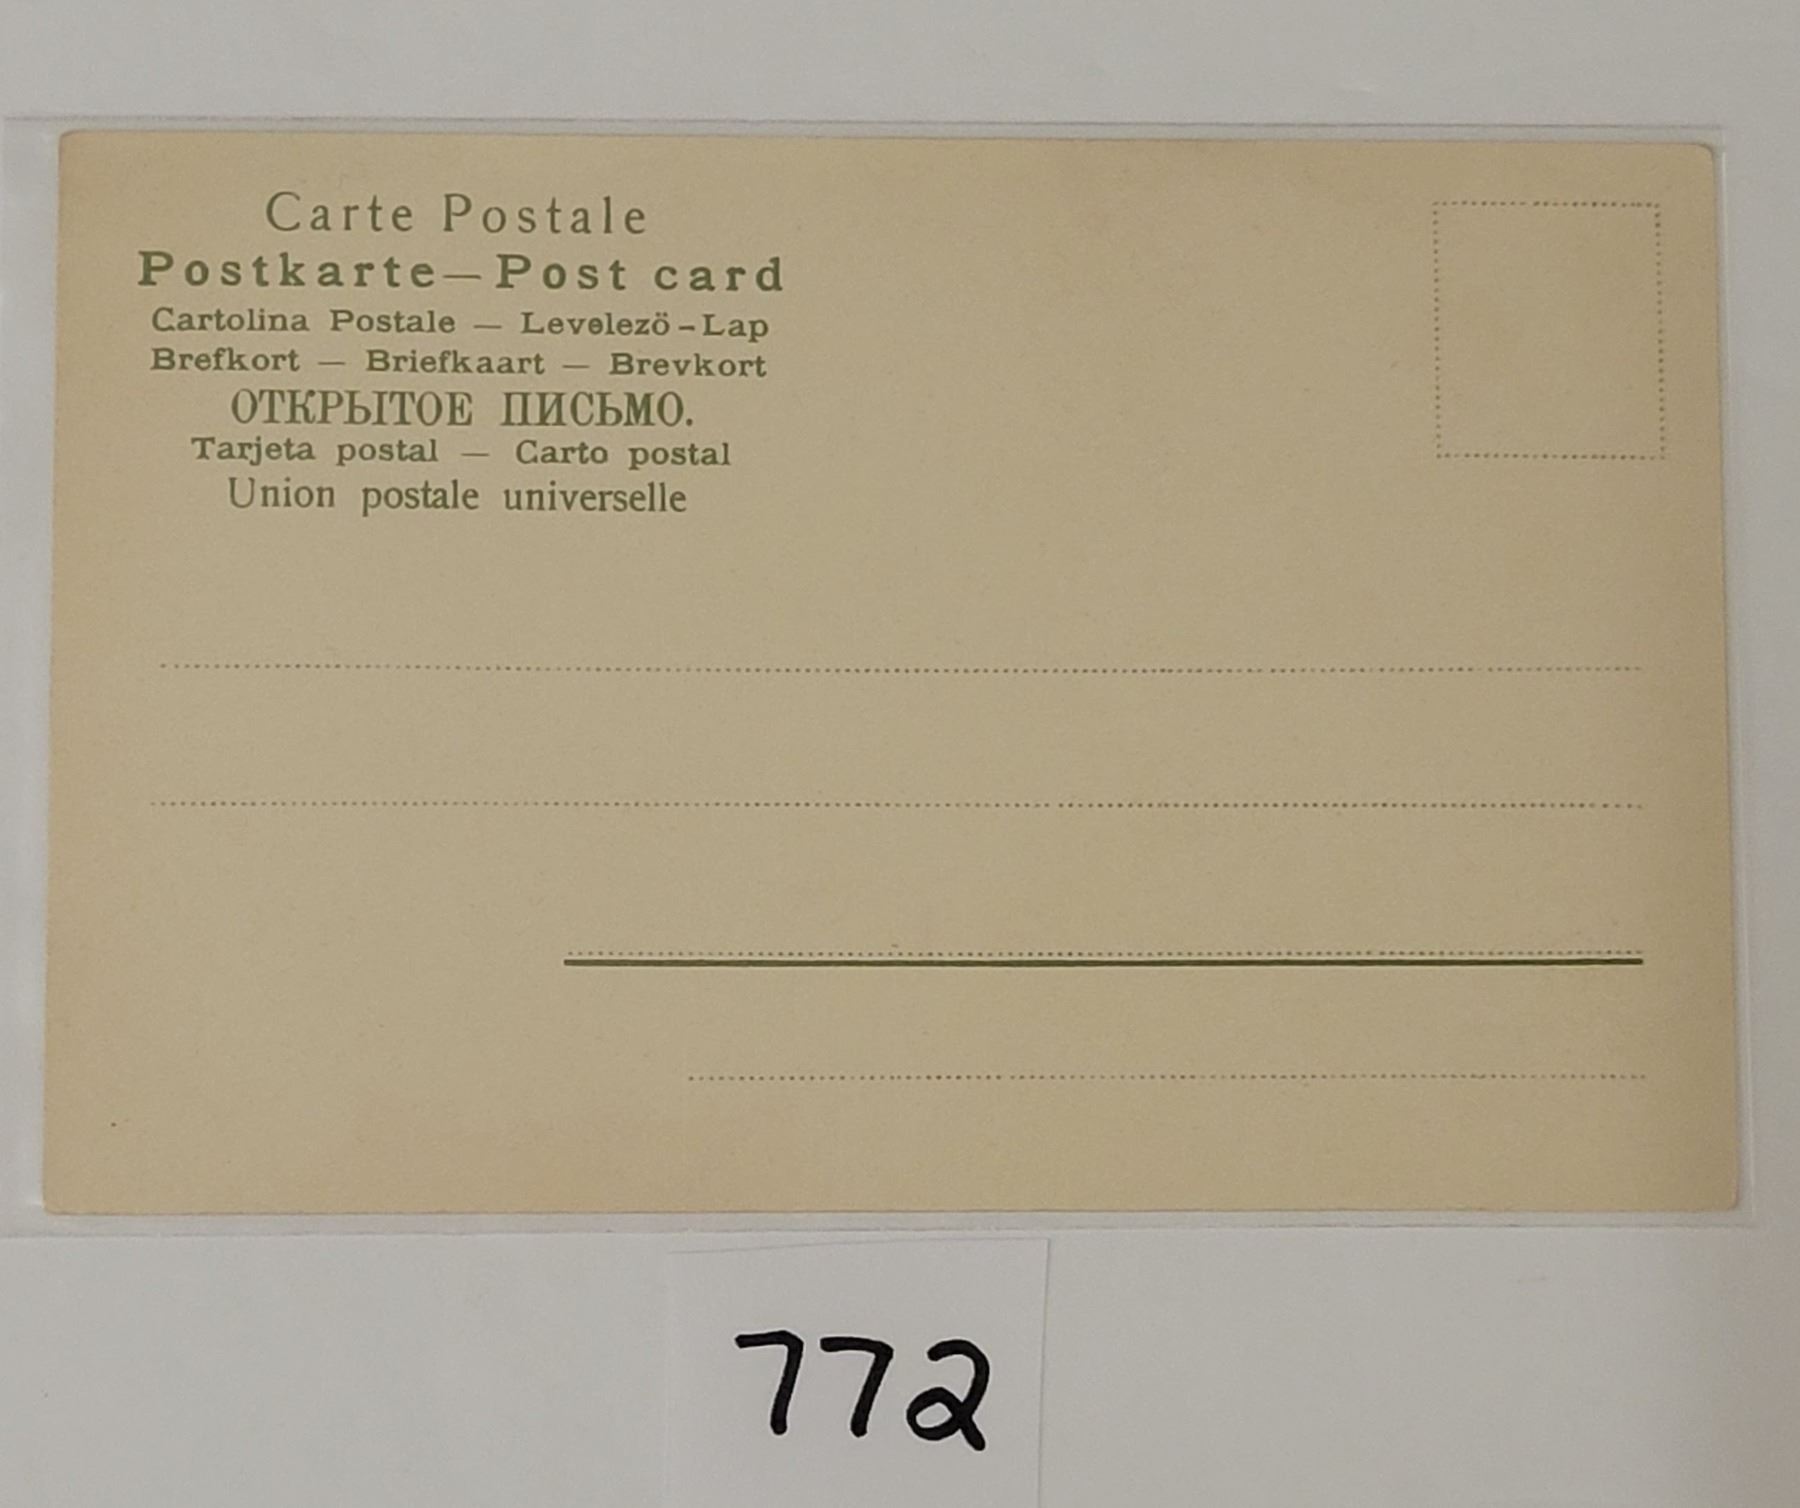 Carte Postale
Postkarte — Post card
Cartolina Postale — Levelezö - Lap
Brefkort — Briefkaart — Brevkort
ОТКРЫТОЕ ПИСЬМО.
Tarjeta postal — Carto postal
Union postale universelle
772